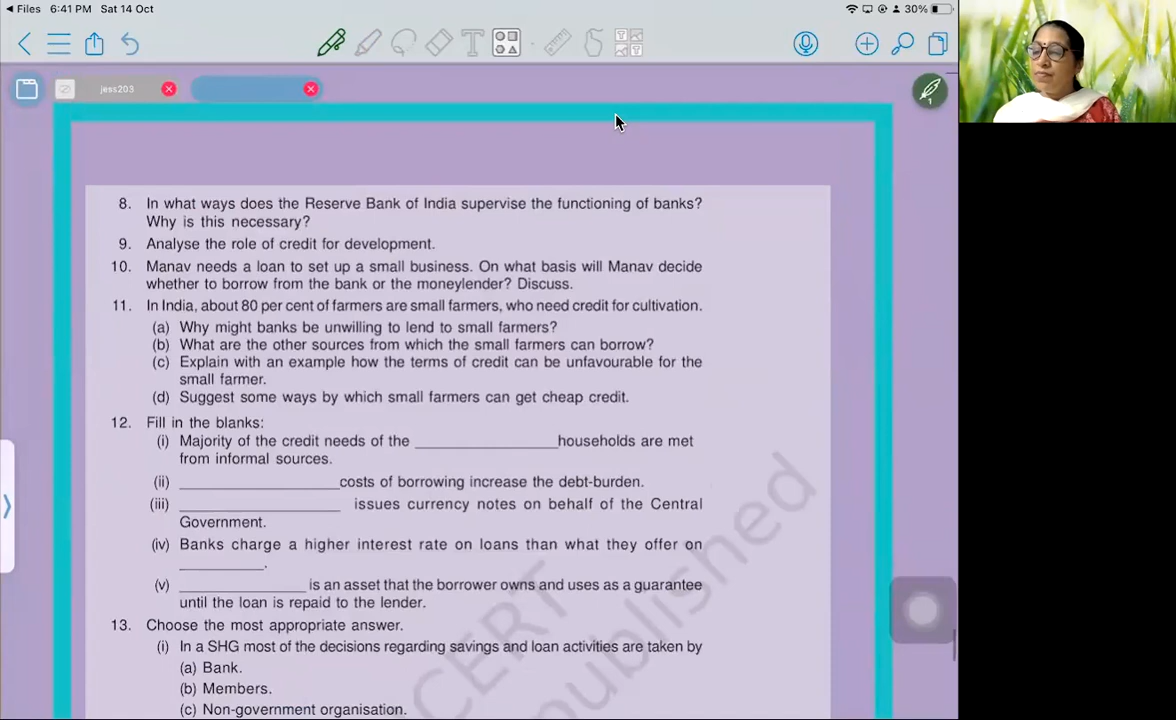 Files 6:41 PM Sat 14 Oct 30%
jess203
1
8. In what ways does the Reserve Bank of India supervise the functioning of banks?
Why is this necessary?
9. Analyse the role of credit for development.
10. Manav needs a loan to set up a small business. On what basis will Manav decide
whether to borrow from the bank or the moneylender? Discuss.
11. In India, about 80 per cent of farmers are small farmers, who need credit for cultivation.
(a) Why might banks be unwilling to lend to small farmers?
(b) What are the other sources from which the small farmers can borrow?
(c) Explain with an example how the terms of credit can be unfavourable for the
small farmer.
(d) Suggest some ways by which small farmers can get cheap credit.
12. Fill in the blanks:
(i) Majority of the credit needs of the _________________households are met
from informal sources.
(ii) ___________________costs of borrowing increase the debt-burden.
(iii) ___________________ issues currency notes on behalf of the Central
Government.
(iv) Banks charge a higher interest rate on loans than what they offer on
__________.
(v) _______________ is an asset that the borrower owns and uses as a guarantee
until the loan is repaid to the lender.
13. Choose the most appropriate answer.
(i) In a SHG most of the decisions regarding savings and loan activities are taken by
(a) Bank.
(b) Members.
(c) Non-government organisation.
CERT
published